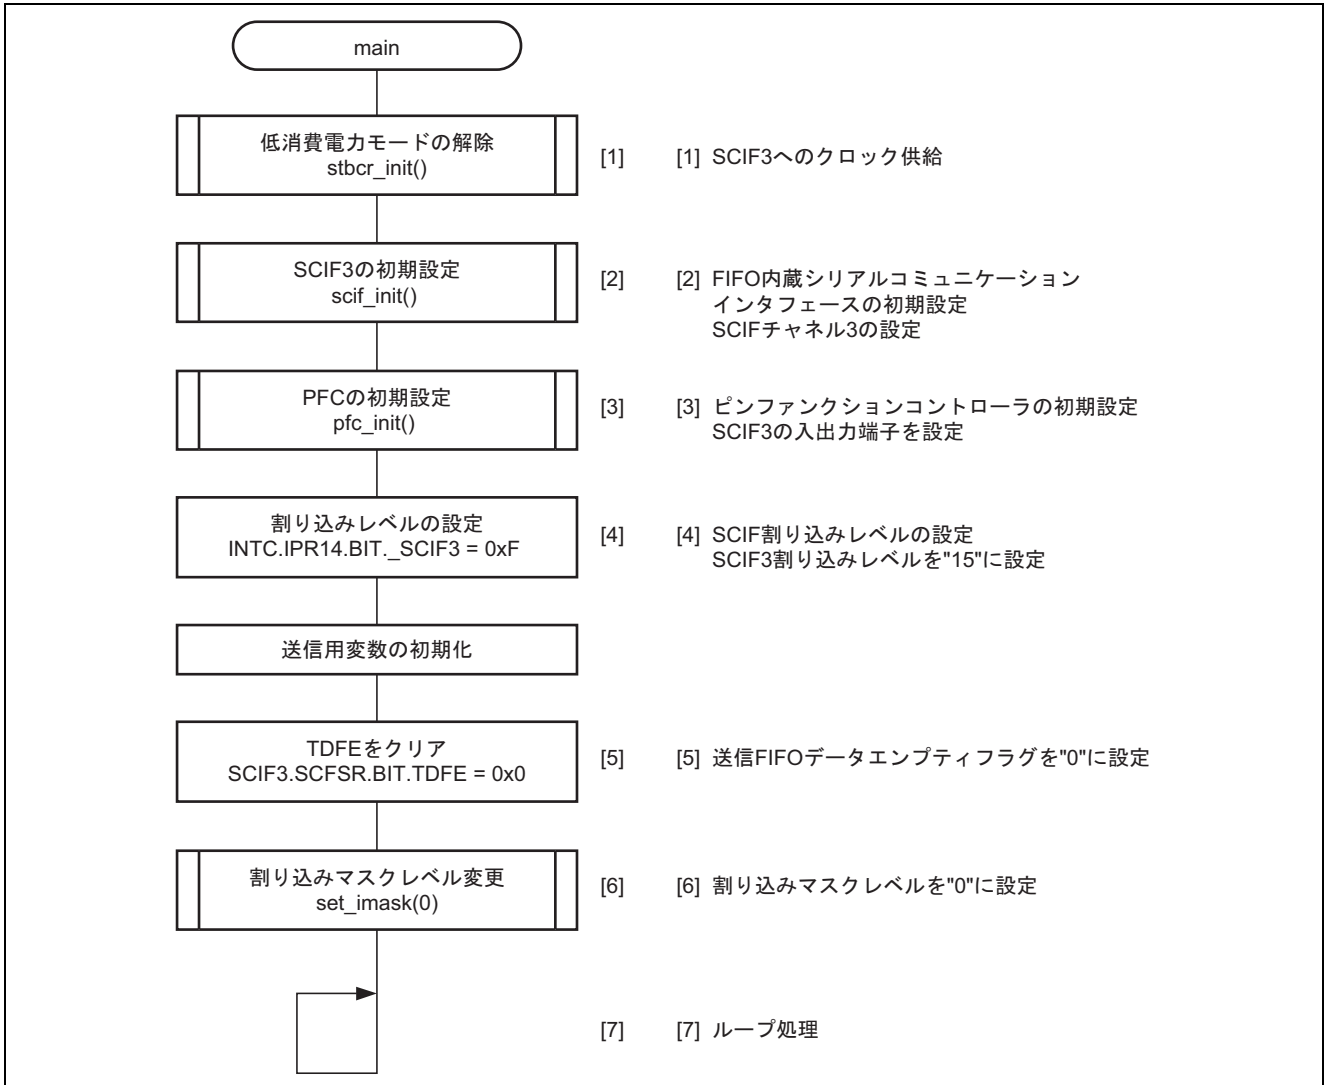 main
低消費電力モードの解除
stbcr_init()
[1]
[1] SCIF3へのクロック供給
SCIF3の初期設定
scif_init()
[2]
[2] FIFO内蔵シリアルコミュニケーション
インタフェースの初期設定
SCIFチャネル3の設定
PFCの初期設定
pfc_init()
[3]
[3] ピンファンクションコントローラの初期設定
SCIF3の入出力端子を設定
割り込みレベルの設定
INTC.IPR14.BIT._SCIF3 = 0xF
[4]
[4] SCIF割り込みレベルの設定
SCIF3割り込みレベルを"15"に設定
送信用変数の初期化
TDFEをクリア
SCIF3.SCFSR.BIT.TDFE = 0x0
[5]
[5] 送信FIFOデータエンプティフラグを"0"に設定
割り込みマスクレベル変更
set_imask(0)
[6]
[6] 割り込みマスクレベルを"0"に設定
[7]
[7] ループ処理